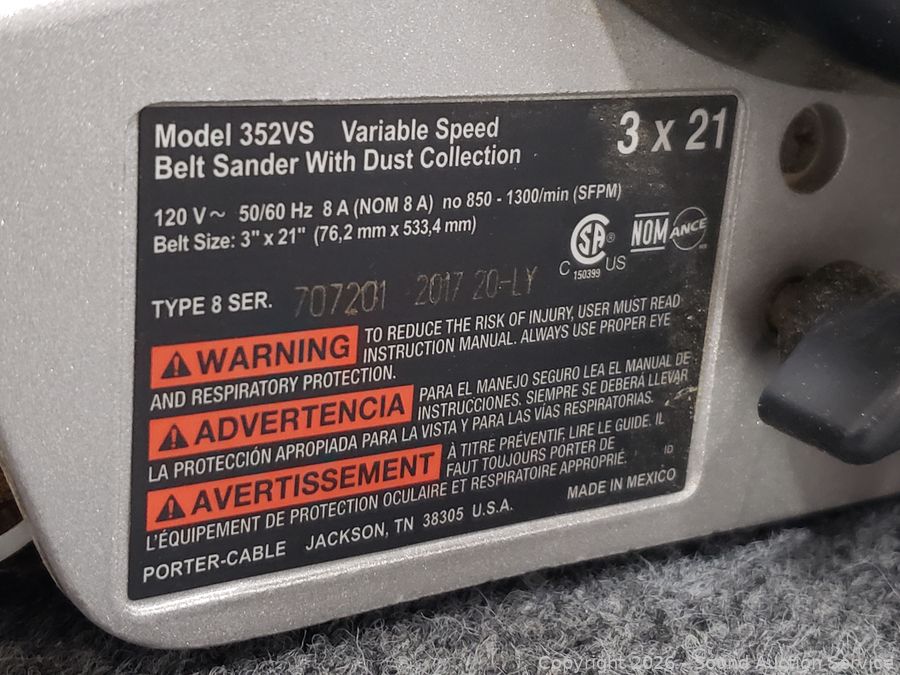 Model 352VS Variable Speed
Belt Sander With Dust Collection
3 x 21
120 V~ 50/60 Hz 8 A (NOM 8 A) no 850 - 1300/min (SFPM)
Belt Size: 3" x 21" (76,2 mm x 533,4 mm)
CSA ® C 150399 US
NOM ANCE
TYPE 8 SER. 707201 2017 20-LY
WARNING TO REDUCE THE RISK OF INJURY, USER MUST READ
INSTRUCTION MANUAL. ALWAYS USE PROPER EYE
AND RESPIRATORY PROTECTION.
ADVERTENCIA PARA EL MANEJO SEGURO LEA EL MANUAL DE
INSTRUCCIONES. SIEMPRE SE DEBERÁ LLEVAR
LA PROTECCIÓN APROPIADA PARA LA VISTA Y PARA LAS VÍAS RESPIRATORIAS.
AVERTISSEMENT À TITRE PRÉVENTIF, LIRE LE GUIDE. IL
FAUT TOUJOURS PORTER DE
L'ÉQUIPEMENT DE PROTECTION OCULAIRE ET RESPIRATOIRE APPROPRIÉ.
ID
PORTER-CABLE JACKSON, TN 38305 U.S.A. MADE IN MEXICO
Copyright 2026 - Sound Auction Service